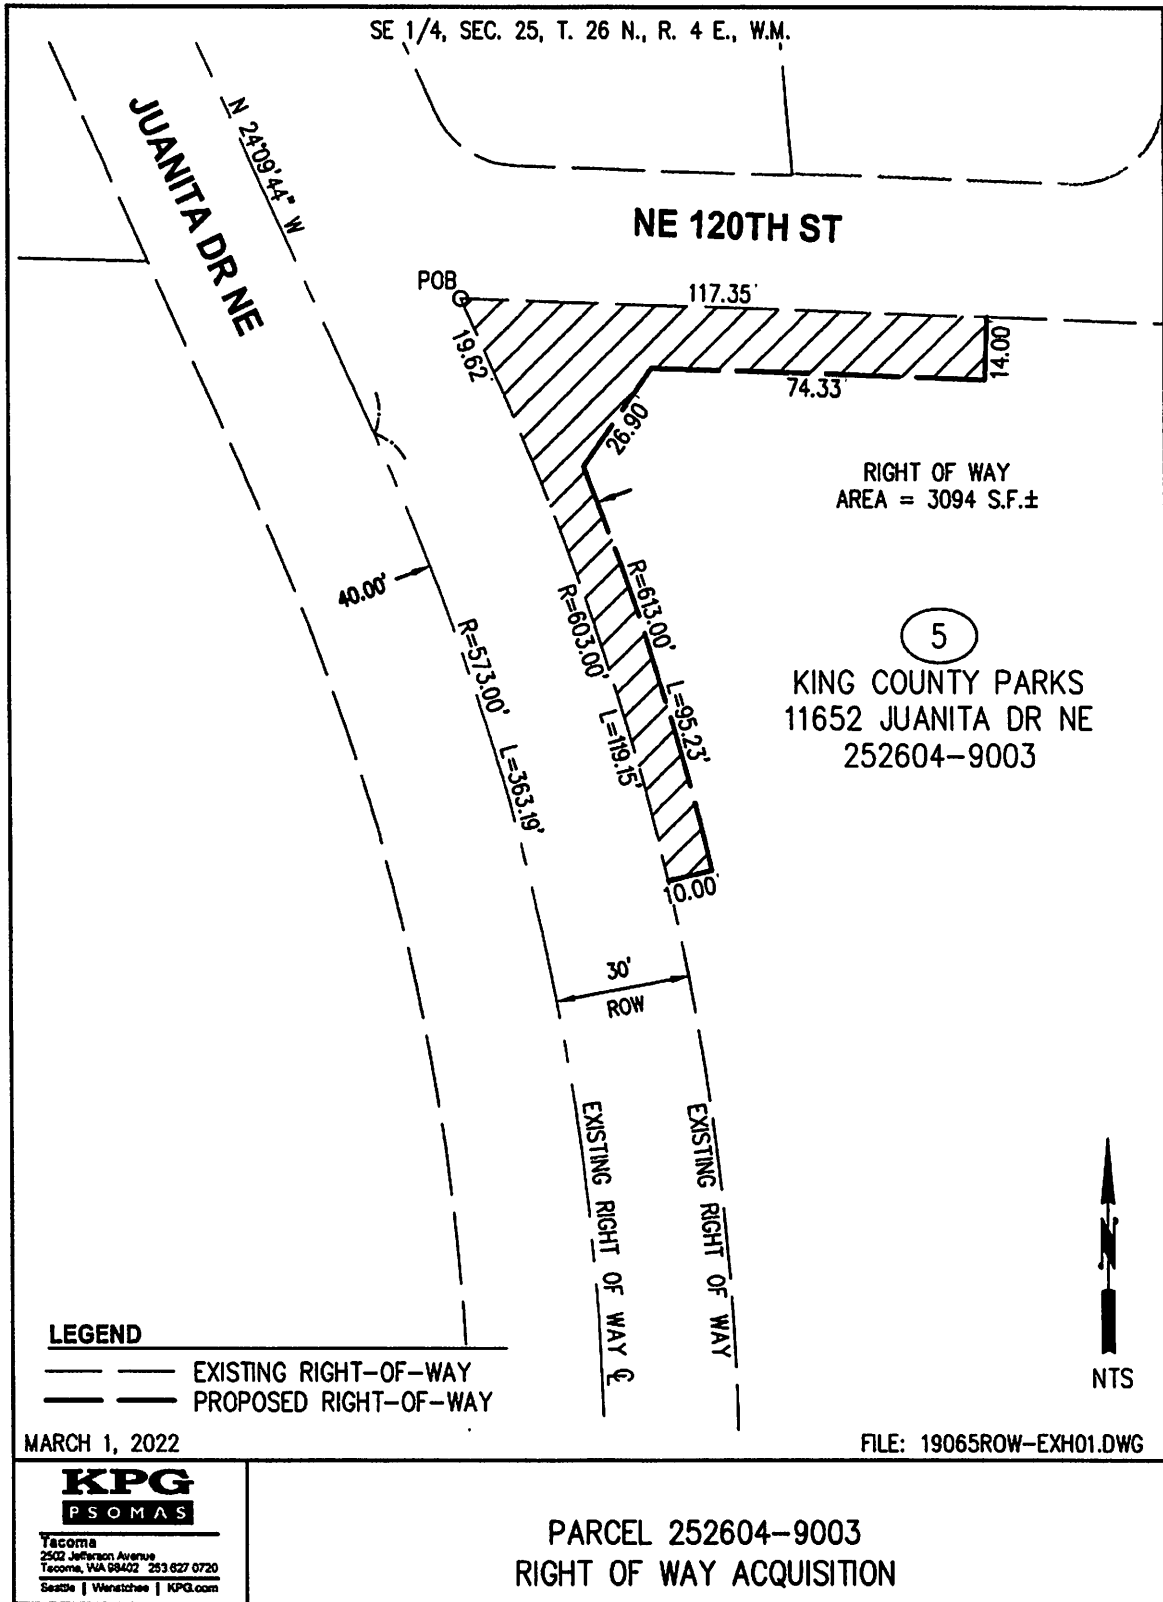 SE 1/4, SEC. 25, T. 26 N., R. 4 E., W.M.
JUANITA DR NE
N 24°09'44" W
NE 120TH ST
POB
117.35'
19.62'
14.00
74.33'
26.90'
RIGHT OF WAY
AREA = 3094 S.F.±
40.00'
R=613.00' L=95.23'
R=603.00' L=119.15'
R=573.00' L=363.19'
5
KING COUNTY PARKS
11652 JUANITA DR NE
252604-9003
10.00'
30'
ROW
EXISTING RIGHT OF WAY ℄
EXISTING RIGHT OF WAY
N
NTS
LEGEND
EXISTING RIGHT-OF-WAY
PROPOSED RIGHT-OF-WAY
MARCH 1, 2022
FILE: 19065ROW-EXH01.DWG
KPG
PSOMAS
Tacoma
2502 Jefferson Avenue
Tacoma, WA 98402 253 627 0720
Seattle | Wenatchee | KPG.com
PARCEL 252604-9003
RIGHT OF WAY ACQUISITION